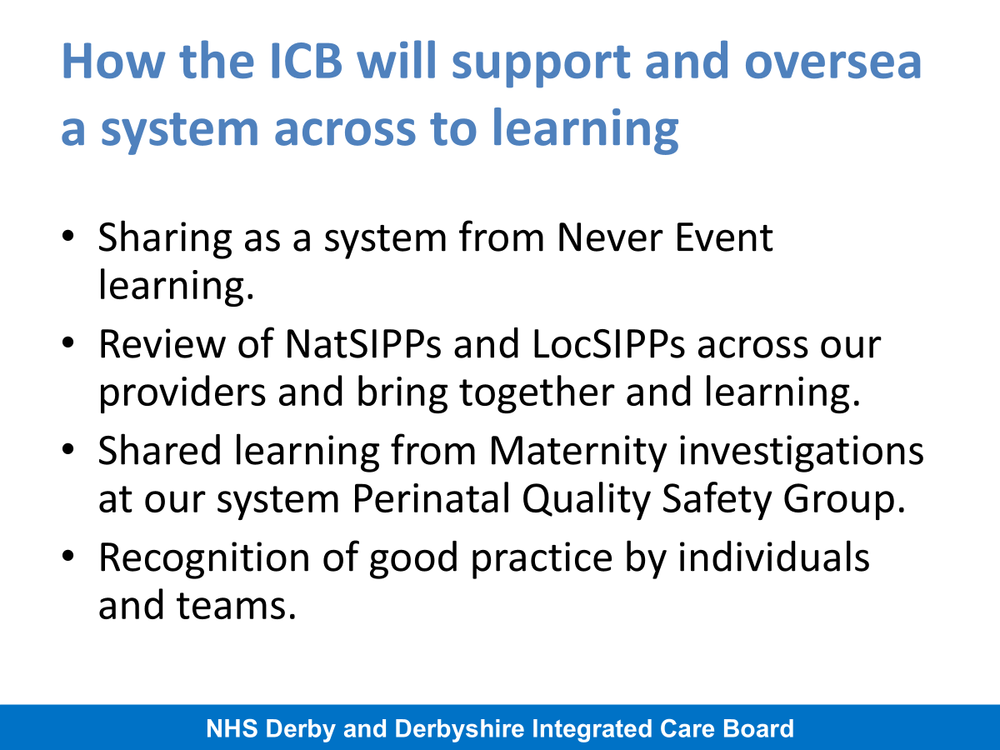 How the ICB will support and oversea
a system across to learning
• Sharing as a system from Never Event
learning.
• Review of NatSIPPs and LocSIPPs across our
providers and bring together and learning.
• Shared learning from Maternity investigations
at our system Perinatal Quality Safety Group.
• Recognition of good practice by individuals
and teams.
NHS Derby and Derbyshire Integrated Care Board